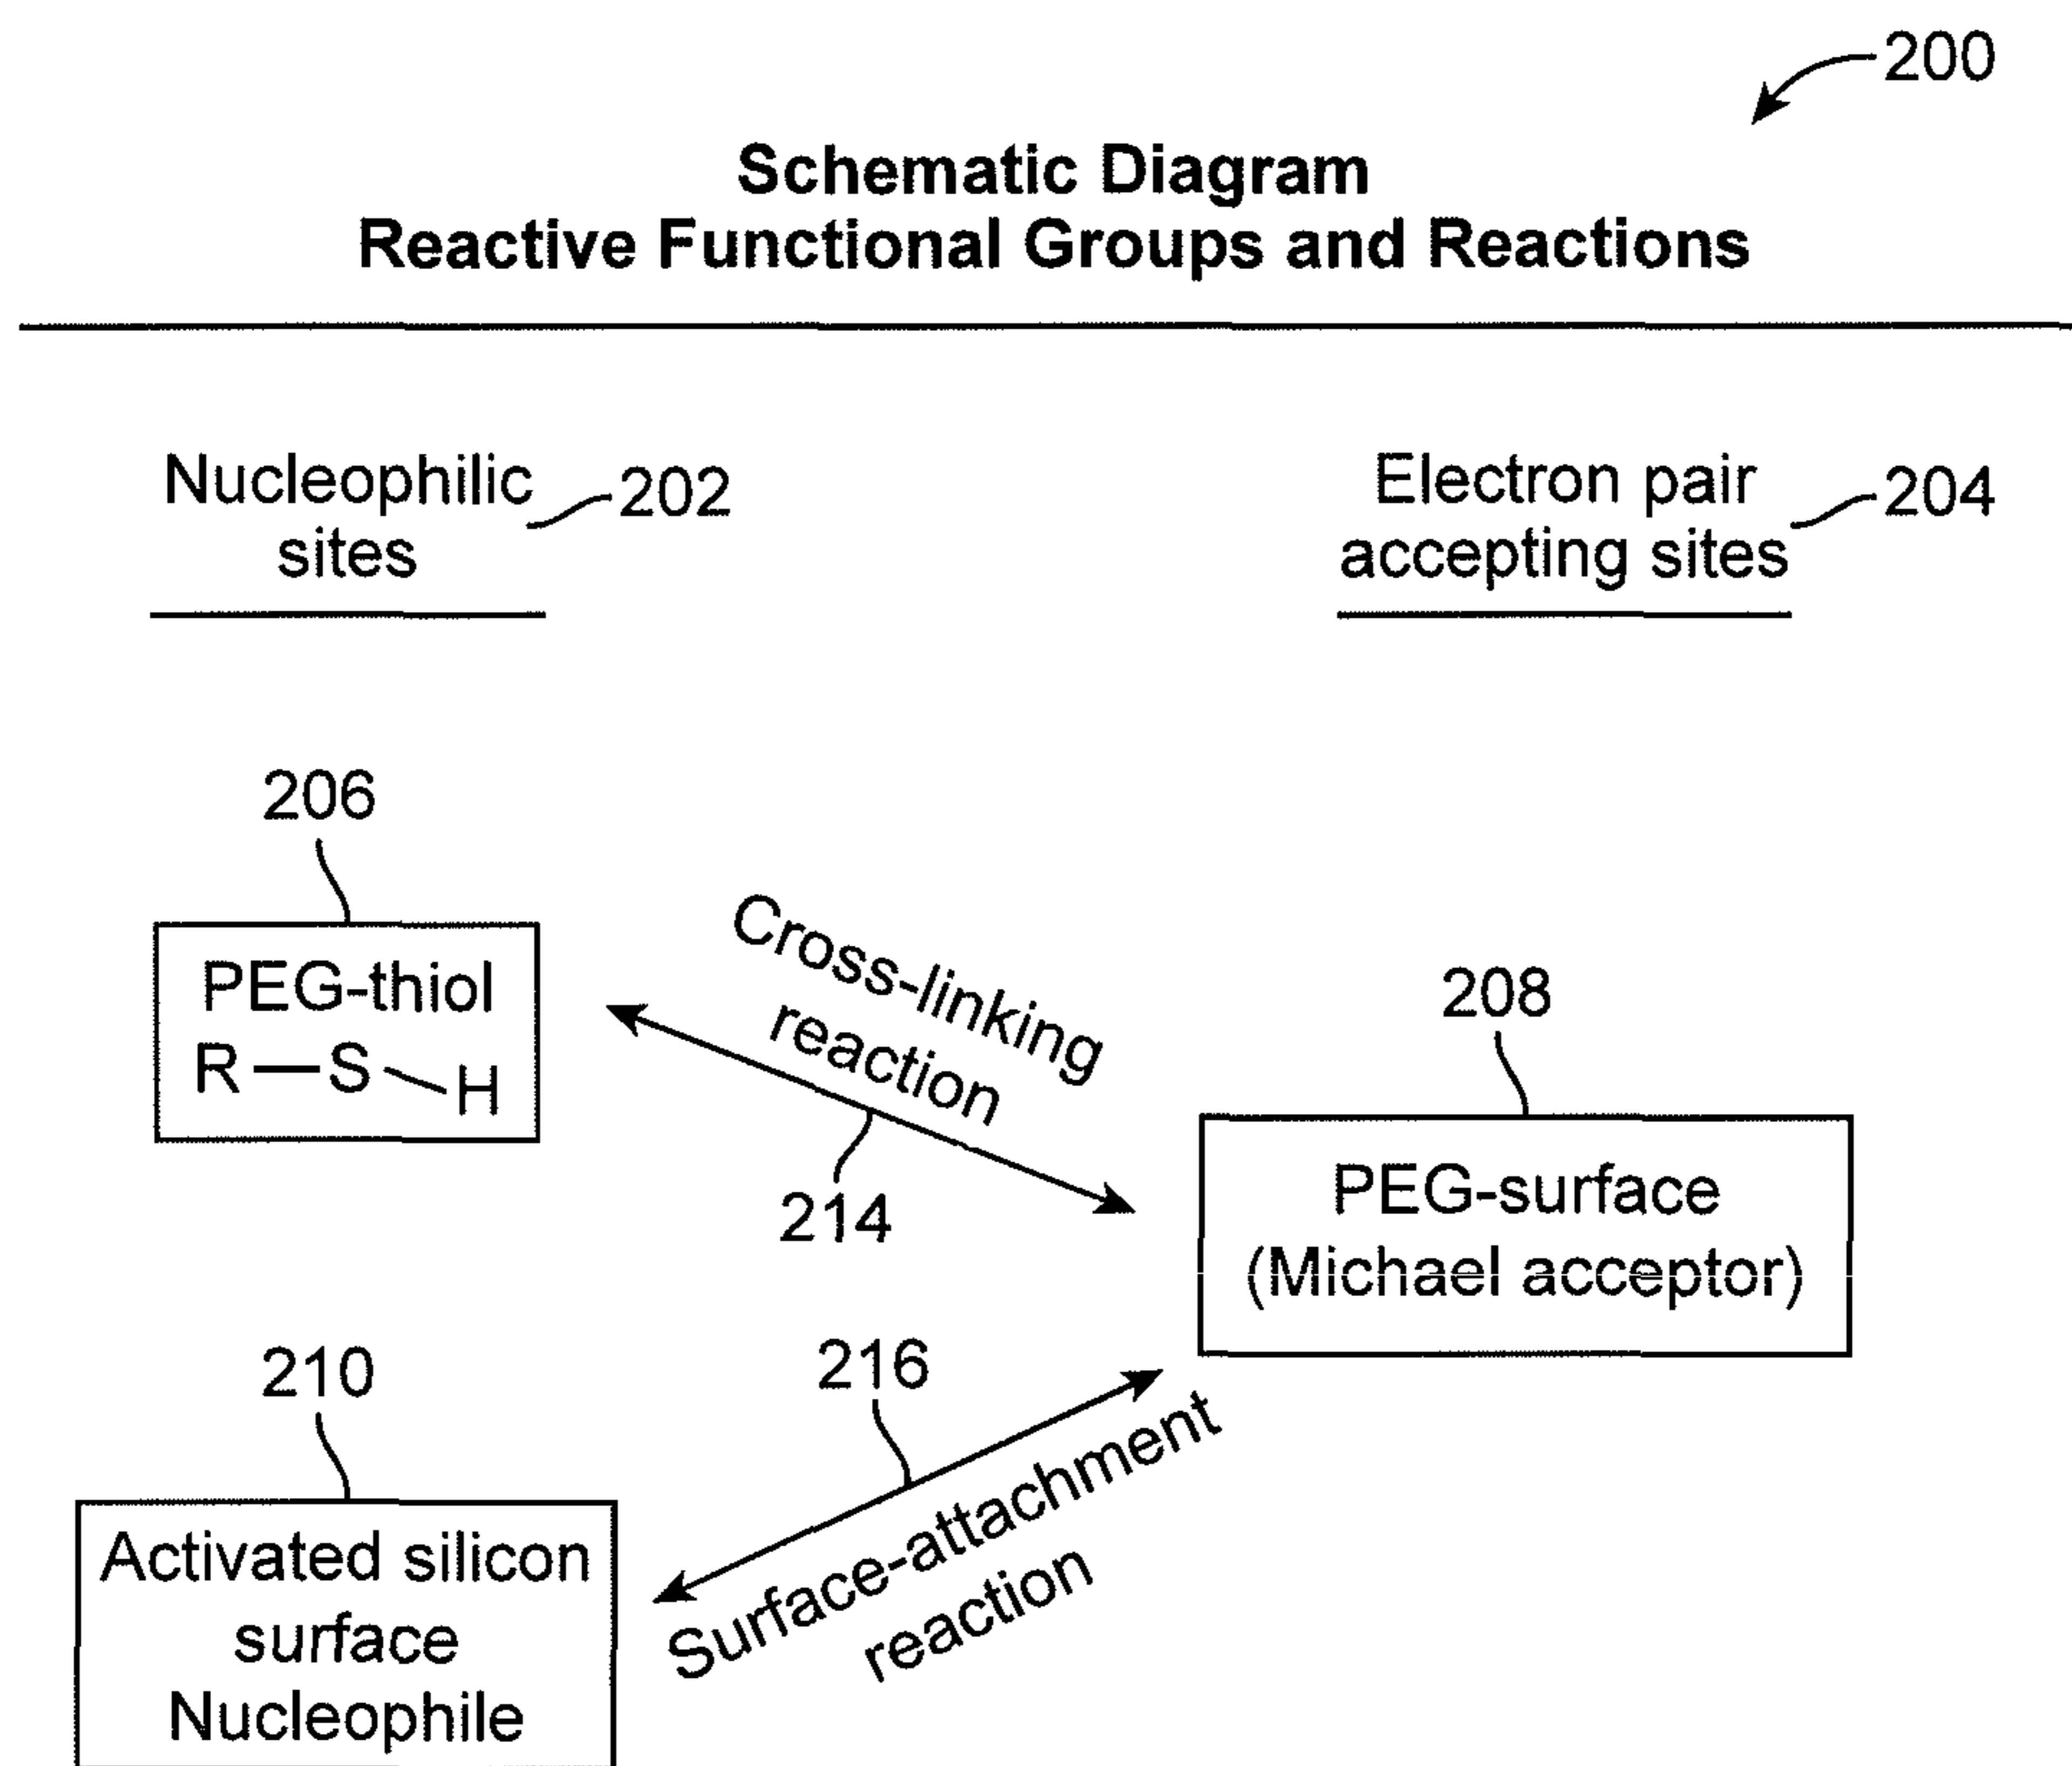 200
Schematic Diagram
Reactive Functional Groups and Reactions
Nucleophilic
sites
202
Electron pair
accepting sites
204
206
PEG-thiol
R—S—H
Cross-linking
reaction
214
208
PEG-surface
(Michael acceptor)
210
Activated silicon
surface
Nucleophile
216
Surface-attachment
reaction